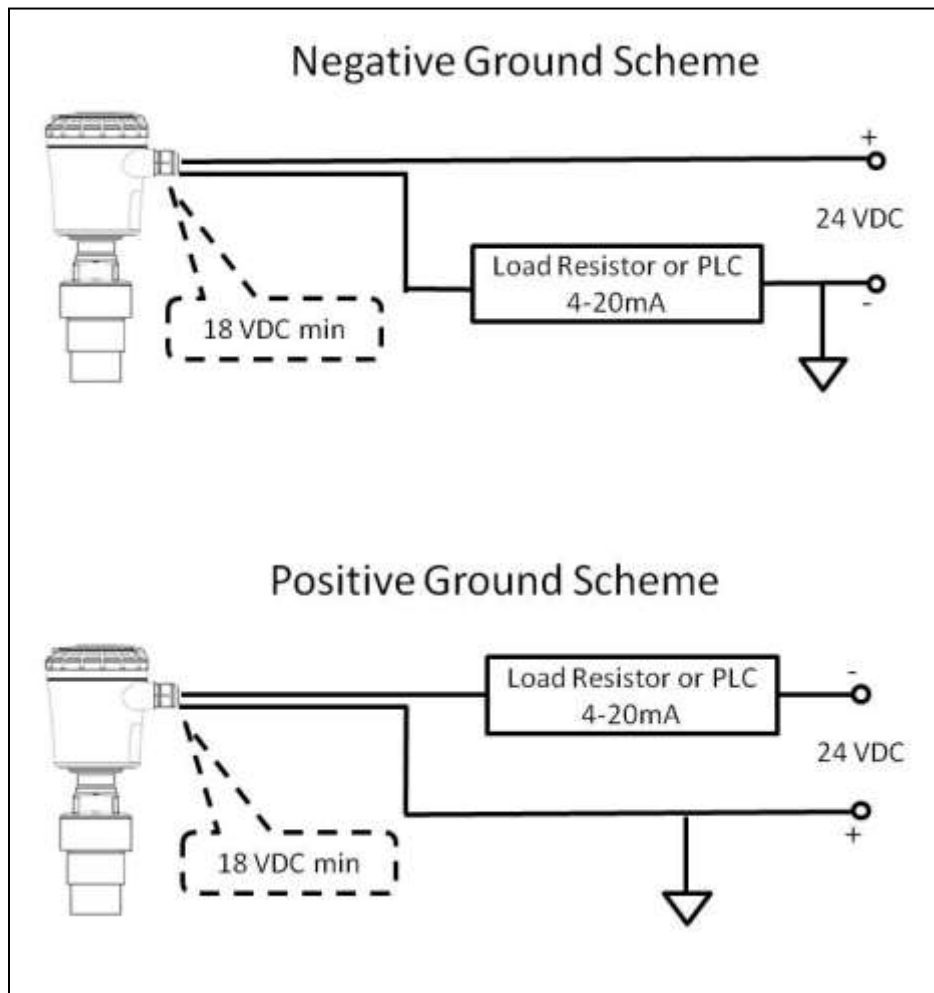 Negative Ground Scheme
+
24 VDC
Load Resistor or PLC
4-20mA
-
18 VDC min
Positive Ground Scheme
Load Resistor or PLC
4-20mA
-
24 VDC
+
18 VDC min